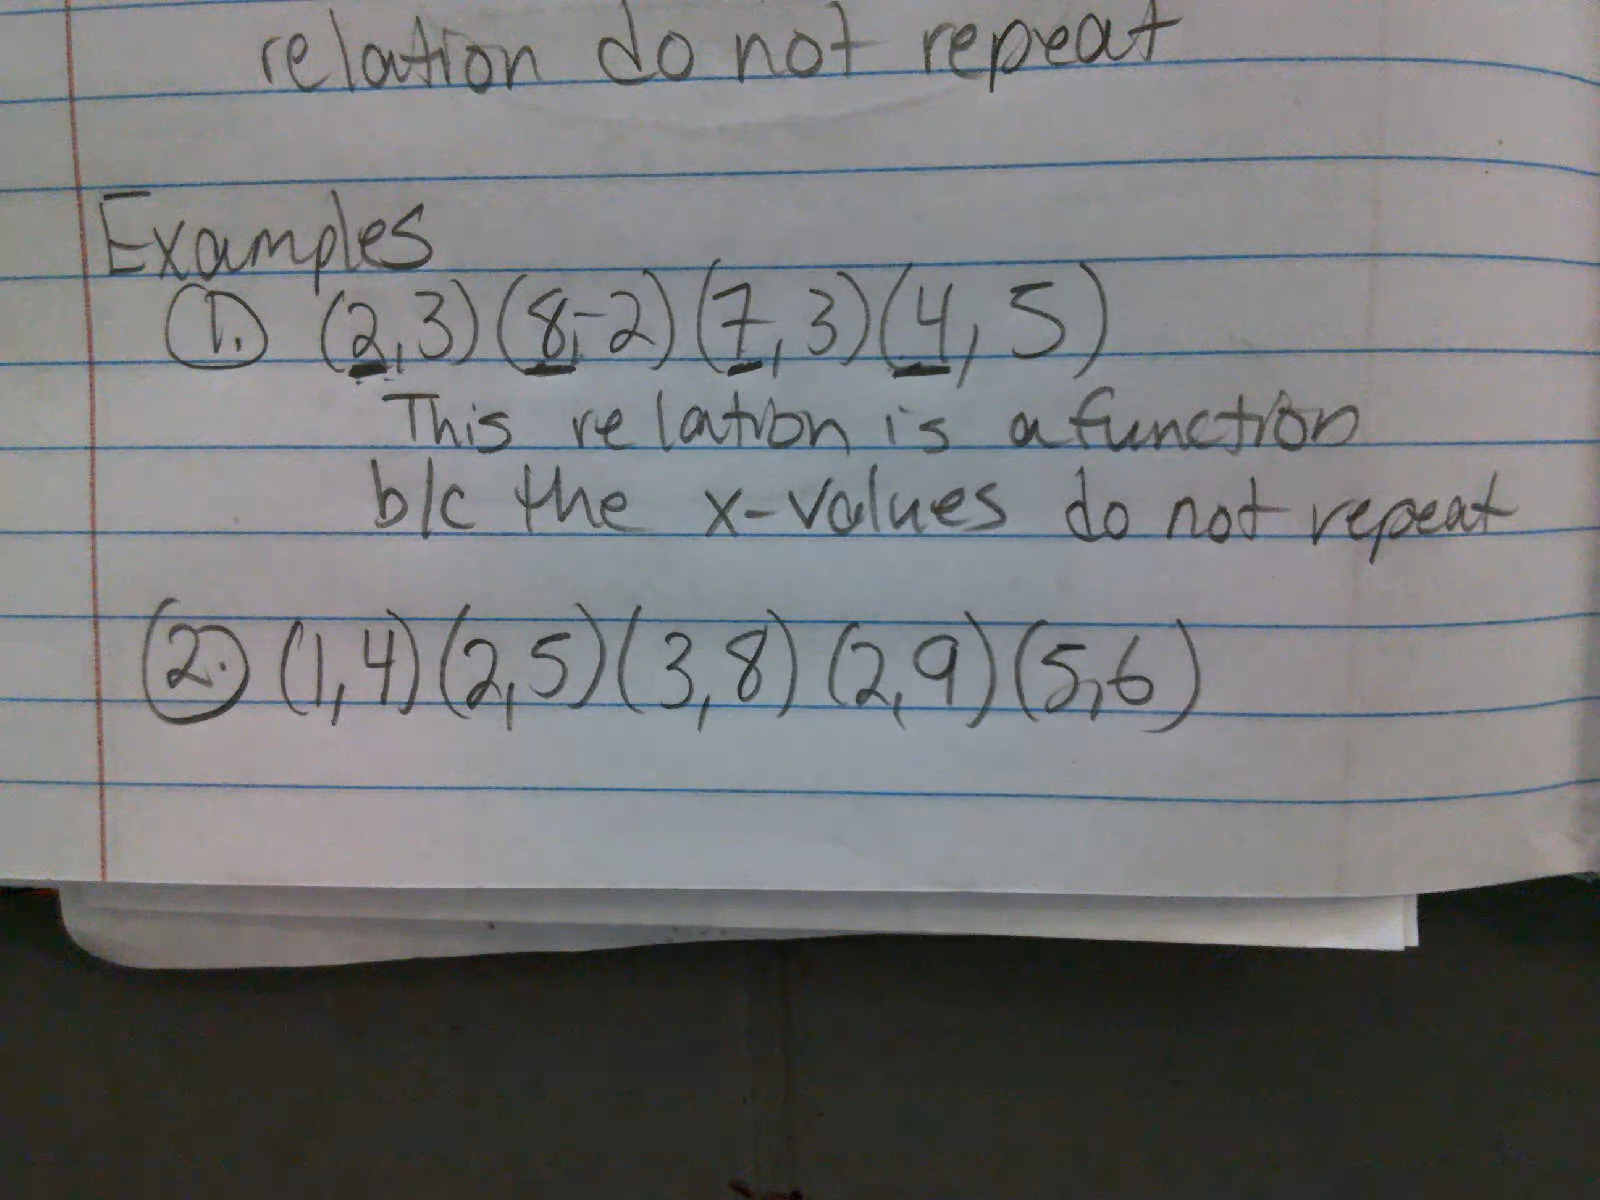 relation do not repeat
Examples
1. (2,3) (8,-2) (7,3) (4,5)
This relation is a function
b/c the x-values do not repeat
2. (1,4) (2,5) (3,8) (2,9) (5,6)